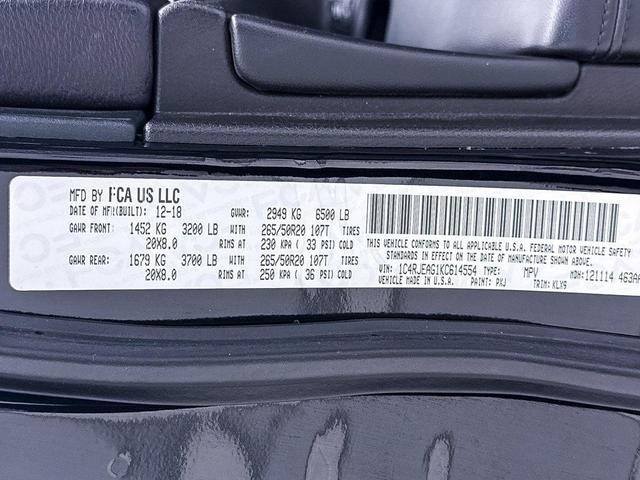 MFD BY FCA US LLC
DATE OF MFR(BUILT): 12-18 GVWR: 2949 KG 6500 LB
GAWR FRONT: 1452 KG 3200 LB WITH 265/50R20 107T TIRES
20X8.0 RIMS AT 230 KPA ( 33 PSI) COLD
GAWR REAR: 1679 KG 3700 LB WITH 265/50R20 107T TIRES
20X8.0 RIMS AT 250 KPA ( 36 PSI) COLD
THIS VEHICLE CONFORMS TO ALL APPLICABLE U.S.A. FEDERAL MOTOR VEHICLE SAFETY
STANDARDS IN EFFECT ON THE DATE OF MANUFACTURE SHOWN ABOVE.
VIN: 1C4RJEAG1KC614554 TYPE: MPV MDH: 121114 463AA
VEHICLE MADE IN U.S.A. PAINT: PXJ TRIM: KLX9